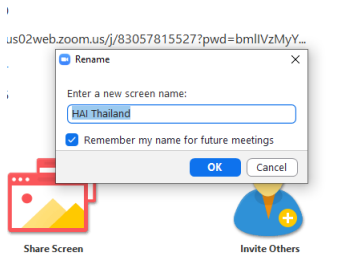 us02web.zoom.us/j/83057815527?pwd=bmlIVzMyY...
Rename
Enter a new screen name:
HAI Thailand
Remember my name for future meetings
OK Cancel
Share Screen Invite Others